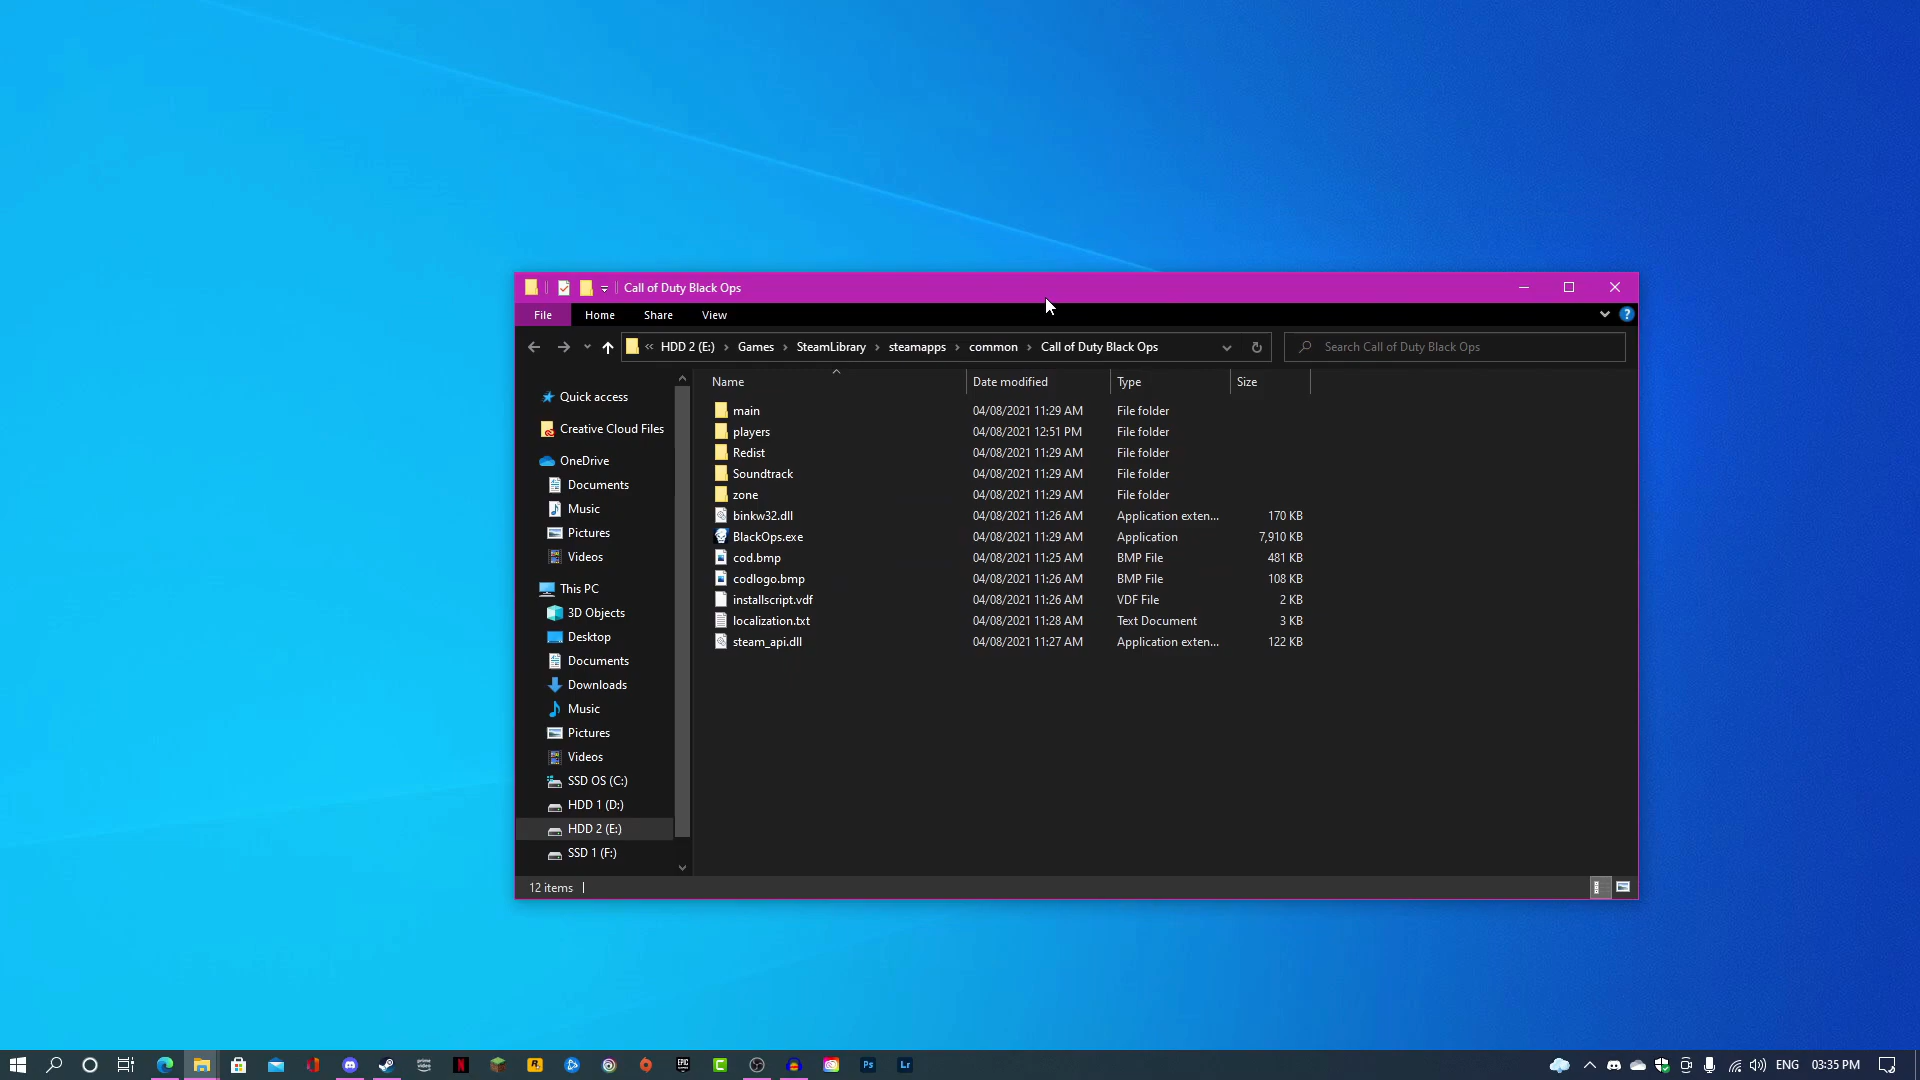 Call of Duty Black Ops
File Home Share View
« HDD 2 (E:) › Games › SteamLibrary › steamapps › common › Call of Duty Black Ops
Search Call of Duty Black Ops
Name Date modified Type Size
Quick access
Creative Cloud Files
OneDrive
Documents
Music
Pictures
Videos
This PC
3D Objects
Desktop
Documents
Downloads
Music
Pictures
Videos
SSD OS (C:)
HDD 1 (D:)
HDD 2 (E:)
SSD 1 (F:)
main 04/08/2021 11:29 AM File folder
players 04/08/2021 12:51 PM File folder
Redist 04/08/2021 11:29 AM File folder
Soundtrack 04/08/2021 11:29 AM File folder
zone 04/08/2021 11:29 AM File folder
binkw32.dll 04/08/2021 11:26 AM Application exten... 170 KB
BlackOps.exe 04/08/2021 11:29 AM Application 7,910 KB
cod.bmp 04/08/2021 11:25 AM BMP File 481 KB
codlogo.bmp 04/08/2021 11:26 AM BMP File 108 KB
installscript.vdf 04/08/2021 11:26 AM VDF File 2 KB
localization.txt 04/08/2021 11:28 AM Text Document 3 KB
steam_api.dll 04/08/2021 11:27 AM Application exten... 122 KB
12 items
prime video N R EPIC GAMES C Ps Lr
ENG 03:35 PM